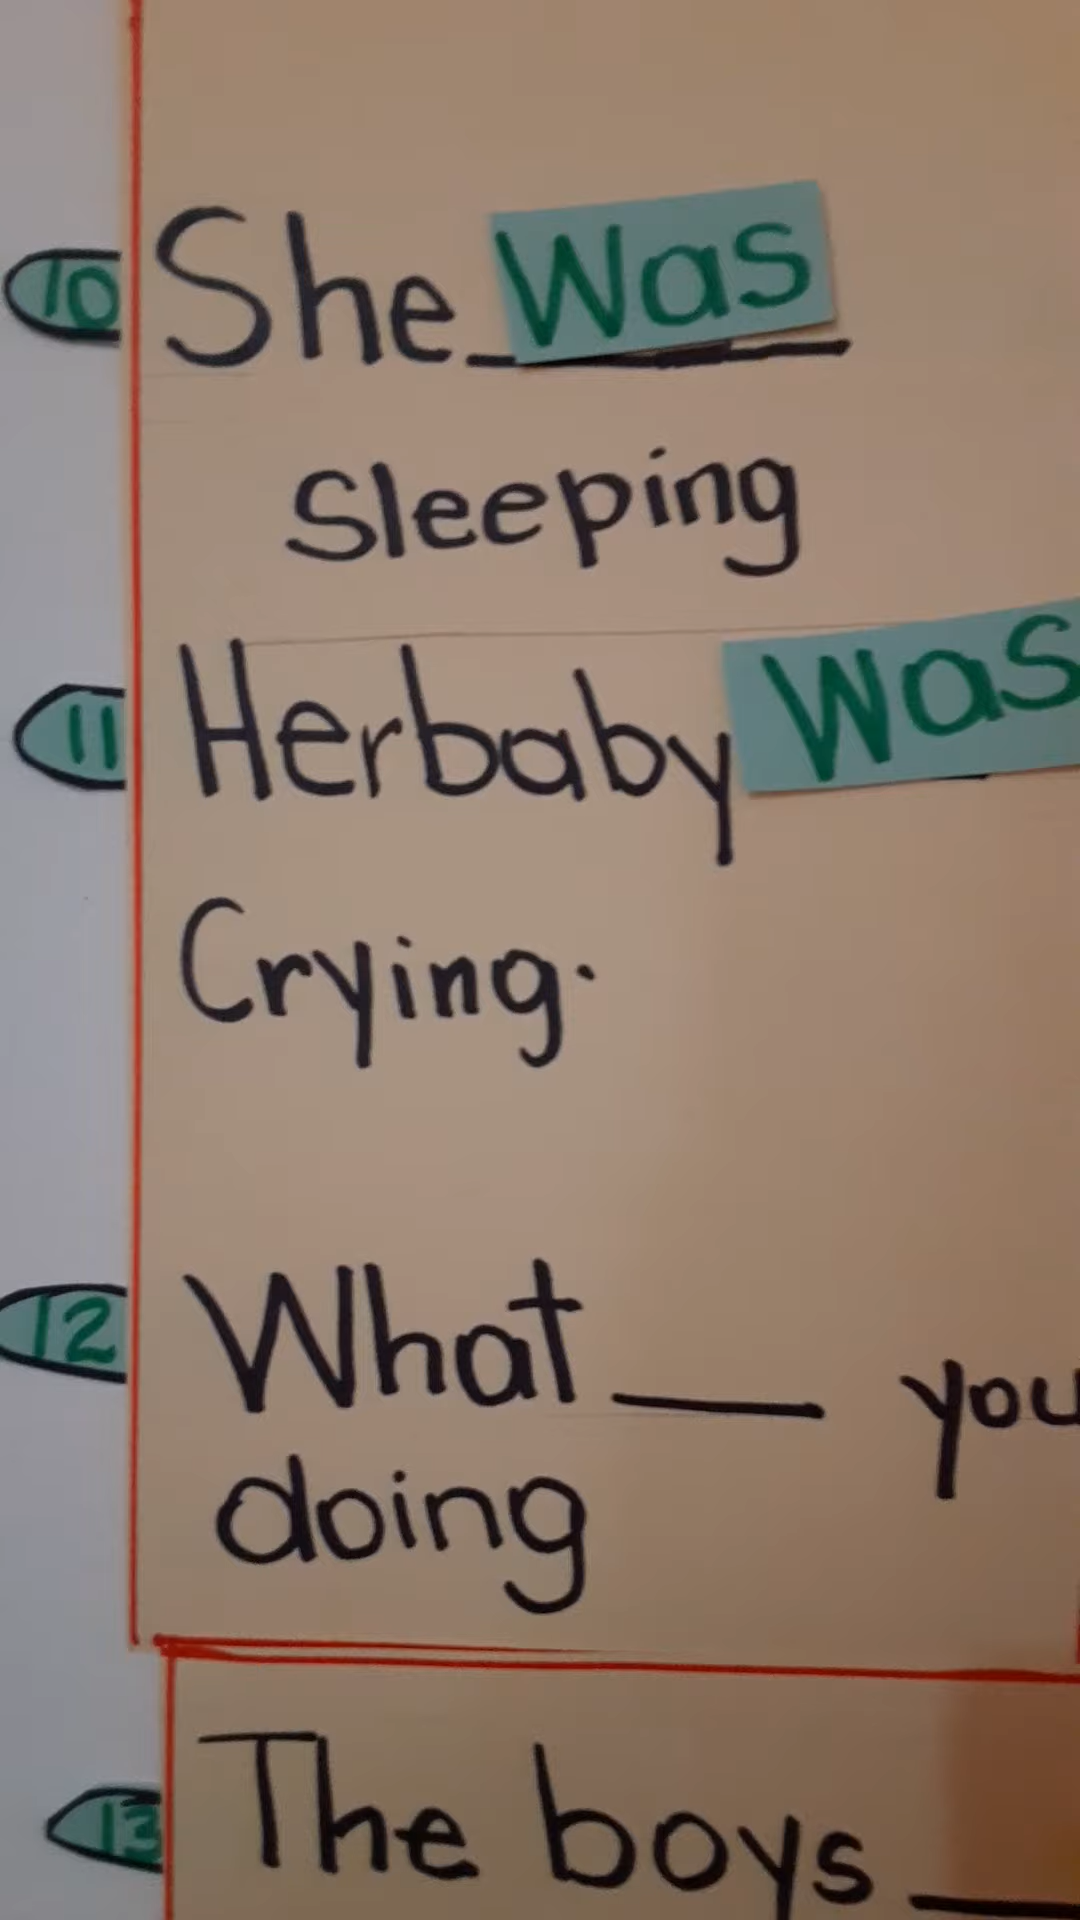 10 She Was
Sleeping
11 Herbaby Was
Crying.
12 What ___ you
doing
13 The boys ___